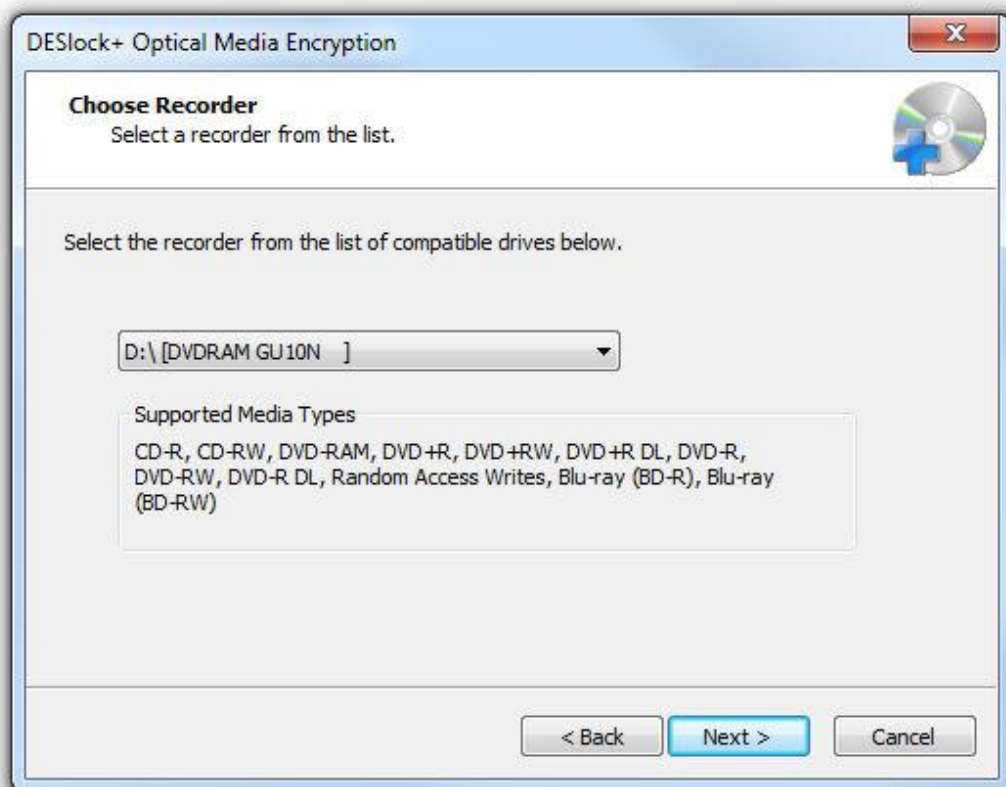 DESlock+ Optical Media Encryption
Choose Recorder
Select a recorder from the list.
Select the recorder from the list of compatible drives below.
D:\ [DVDRAM GU10N   ]
Supported Media Types
CD-R, CD-RW, DVD-RAM, DVD+R, DVD+RW, DVD+R DL, DVD-R,
DVD-RW, DVD-R DL, Random Access Writes, Blu-ray (BD-R), Blu-ray
(BD-RW)
< Back Next > Cancel